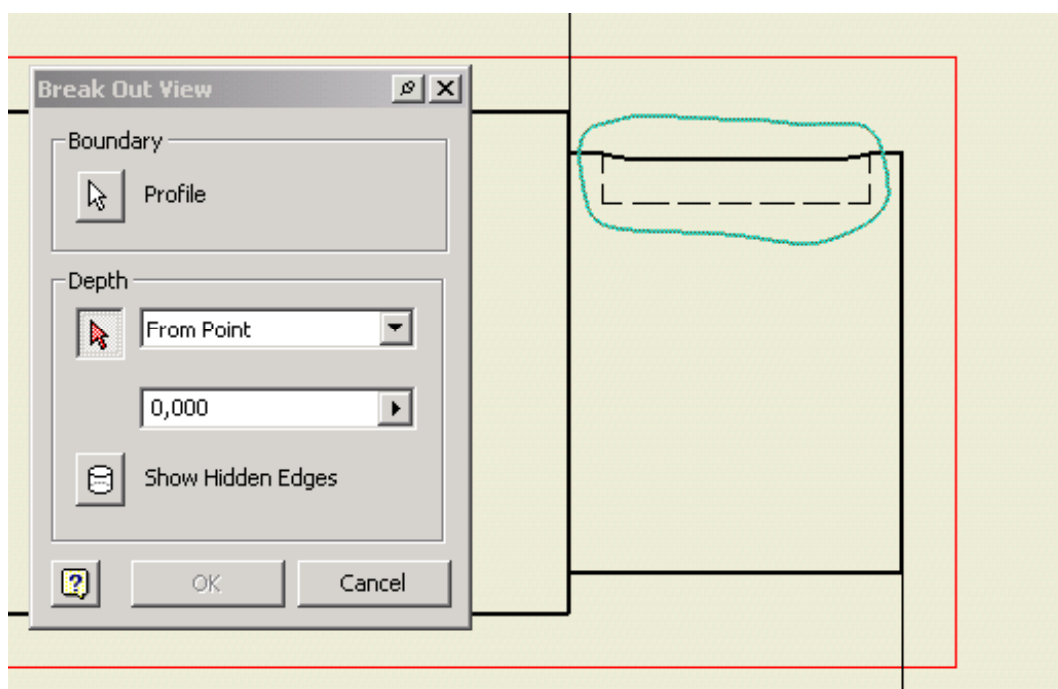 Break Out View
Boundary
Profile
Depth
From Point
0,000
Show Hidden Edges
OK
Cancel